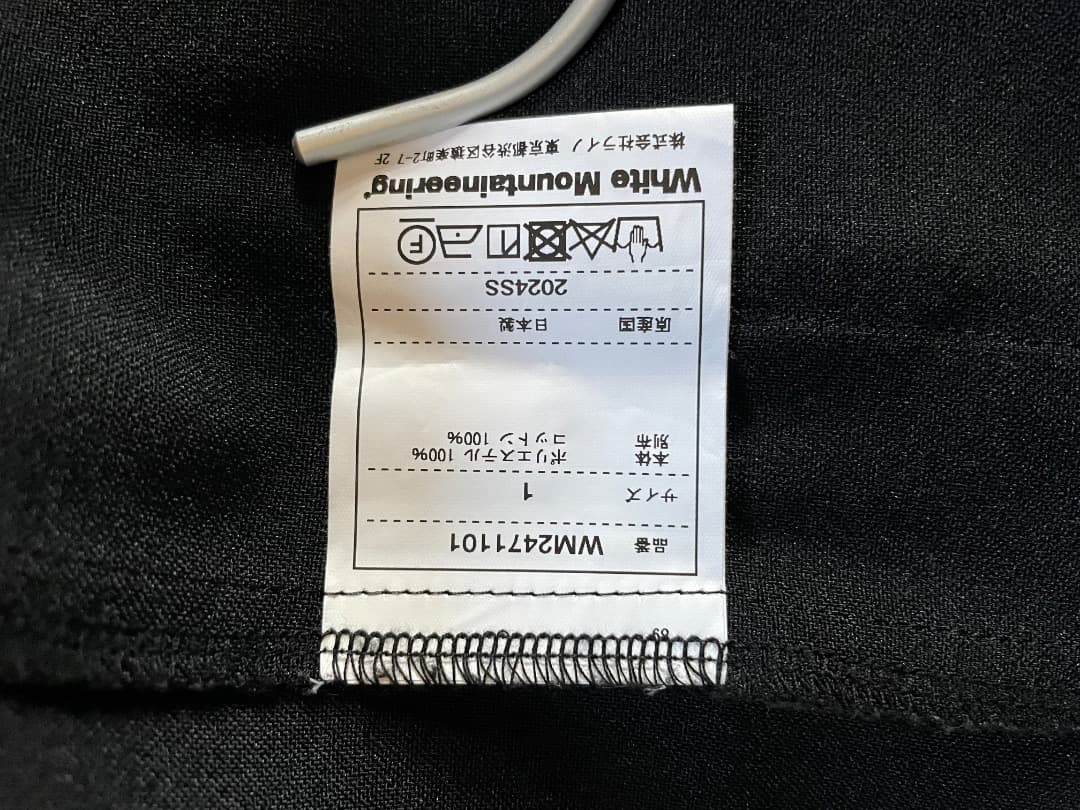 品番 WM2471101
サイズ 1
本体 ポリエステル 100%
別布 コットン 100%
原産国 日本製
2024SS
F
White Mountaineering®
株式会社ライノ 東京都渋谷区猿楽町2-7 2F